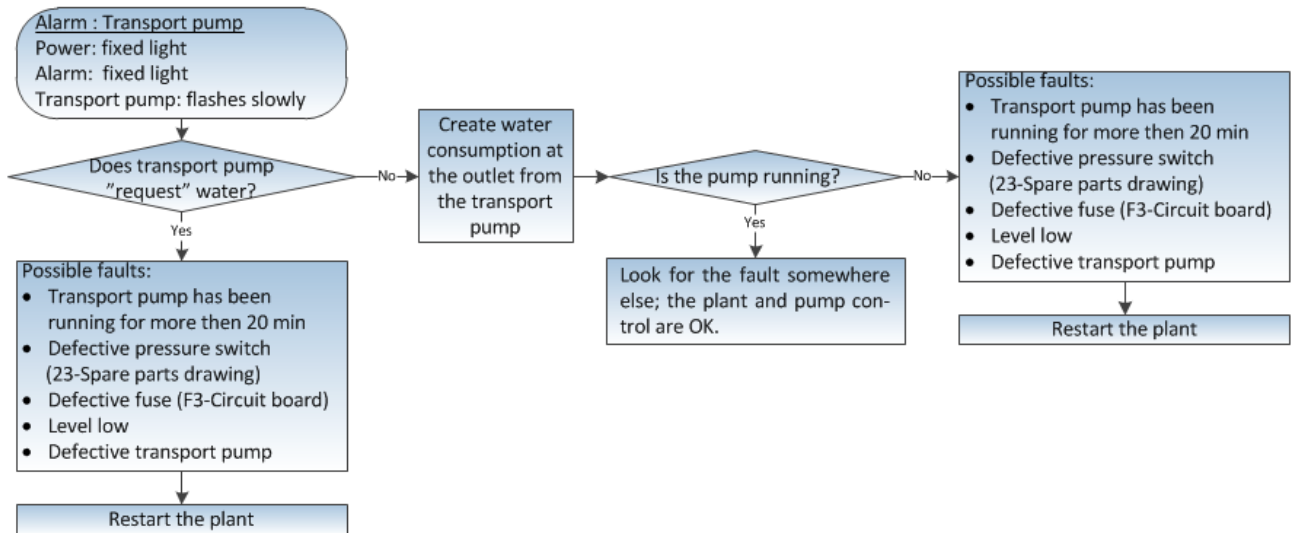 Alarm : Transport pump
Power: fixed light
Alarm: fixed light
Transport pump: flashes slowly
Does transport pump
"request" water?
No
Yes
Possible faults:
• Transport pump has been
running for more then 20 min
• Defective pressure switch
(23-Spare parts drawing)
• Defective fuse (F3-Circuit board)
• Level low
• Defective transport pump
Restart the plant
Create water
consumption at
the outlet from
the transport
pump
Is the pump running?
No
Yes
Look for the fault somewhere
else; the plant and pump con-
trol are OK.
Possible faults:
• Transport pump has been
running for more then 20 min
• Defective pressure switch
(23-Spare parts drawing)
• Defective fuse (F3-Circuit board)
• Level low
• Defective transport pump
Restart the plant